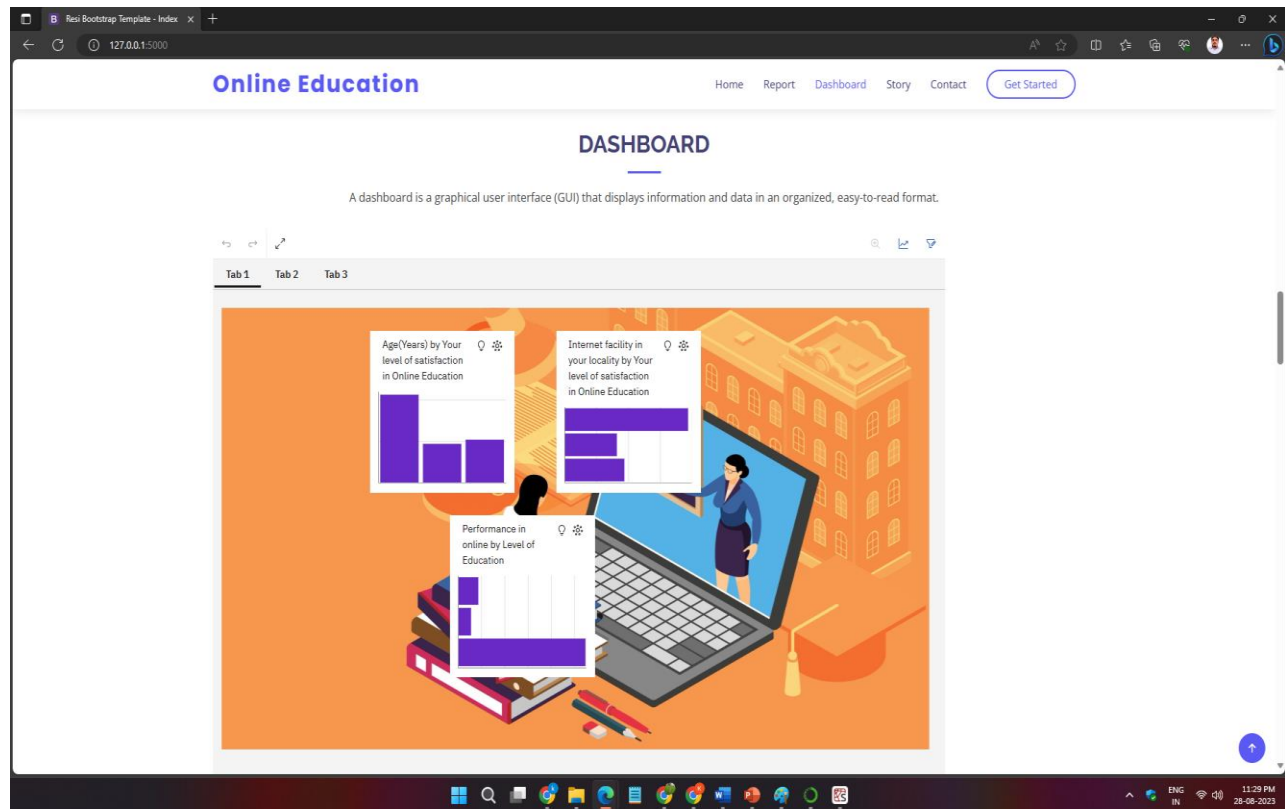 Resi Bootstrap Template - Index
127.0.0.1:5000
Online Education
Home Report Dashboard Story Contact Get Started
DASHBOARD
A dashboard is a graphical user interface (GUI) that displays information and data in an organized, easy-to-read format.
Tab 1 Tab 2 Tab 3
Age(Years) by Your
level of satisfaction
in Online Education
Internet facility in
your locality by Your
level of satisfaction
in Online Education
Performance in
online by Level of
Education
ENG
IN
11:29 PM
28-08-2023